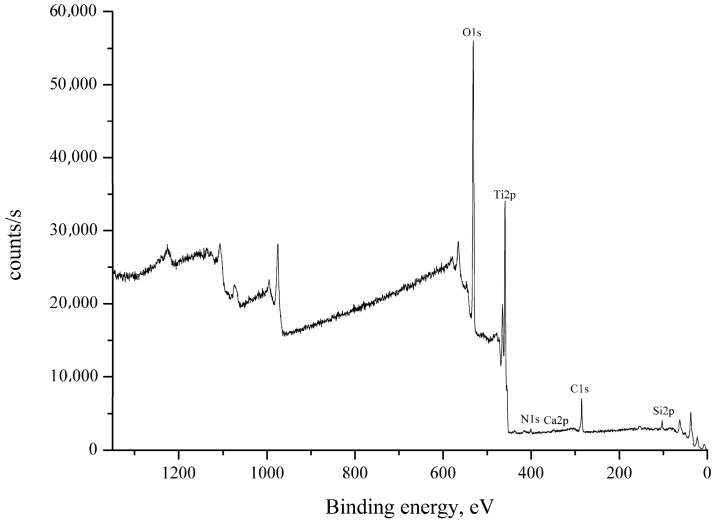 60,000
50,000
40,000
30,000
20,000
10,000
0
counts/s
O1s
Ti2p
N1s
Ca2p
C1s
Si2p
1200
1000
800
600
400
200
0
Binding energy, eV